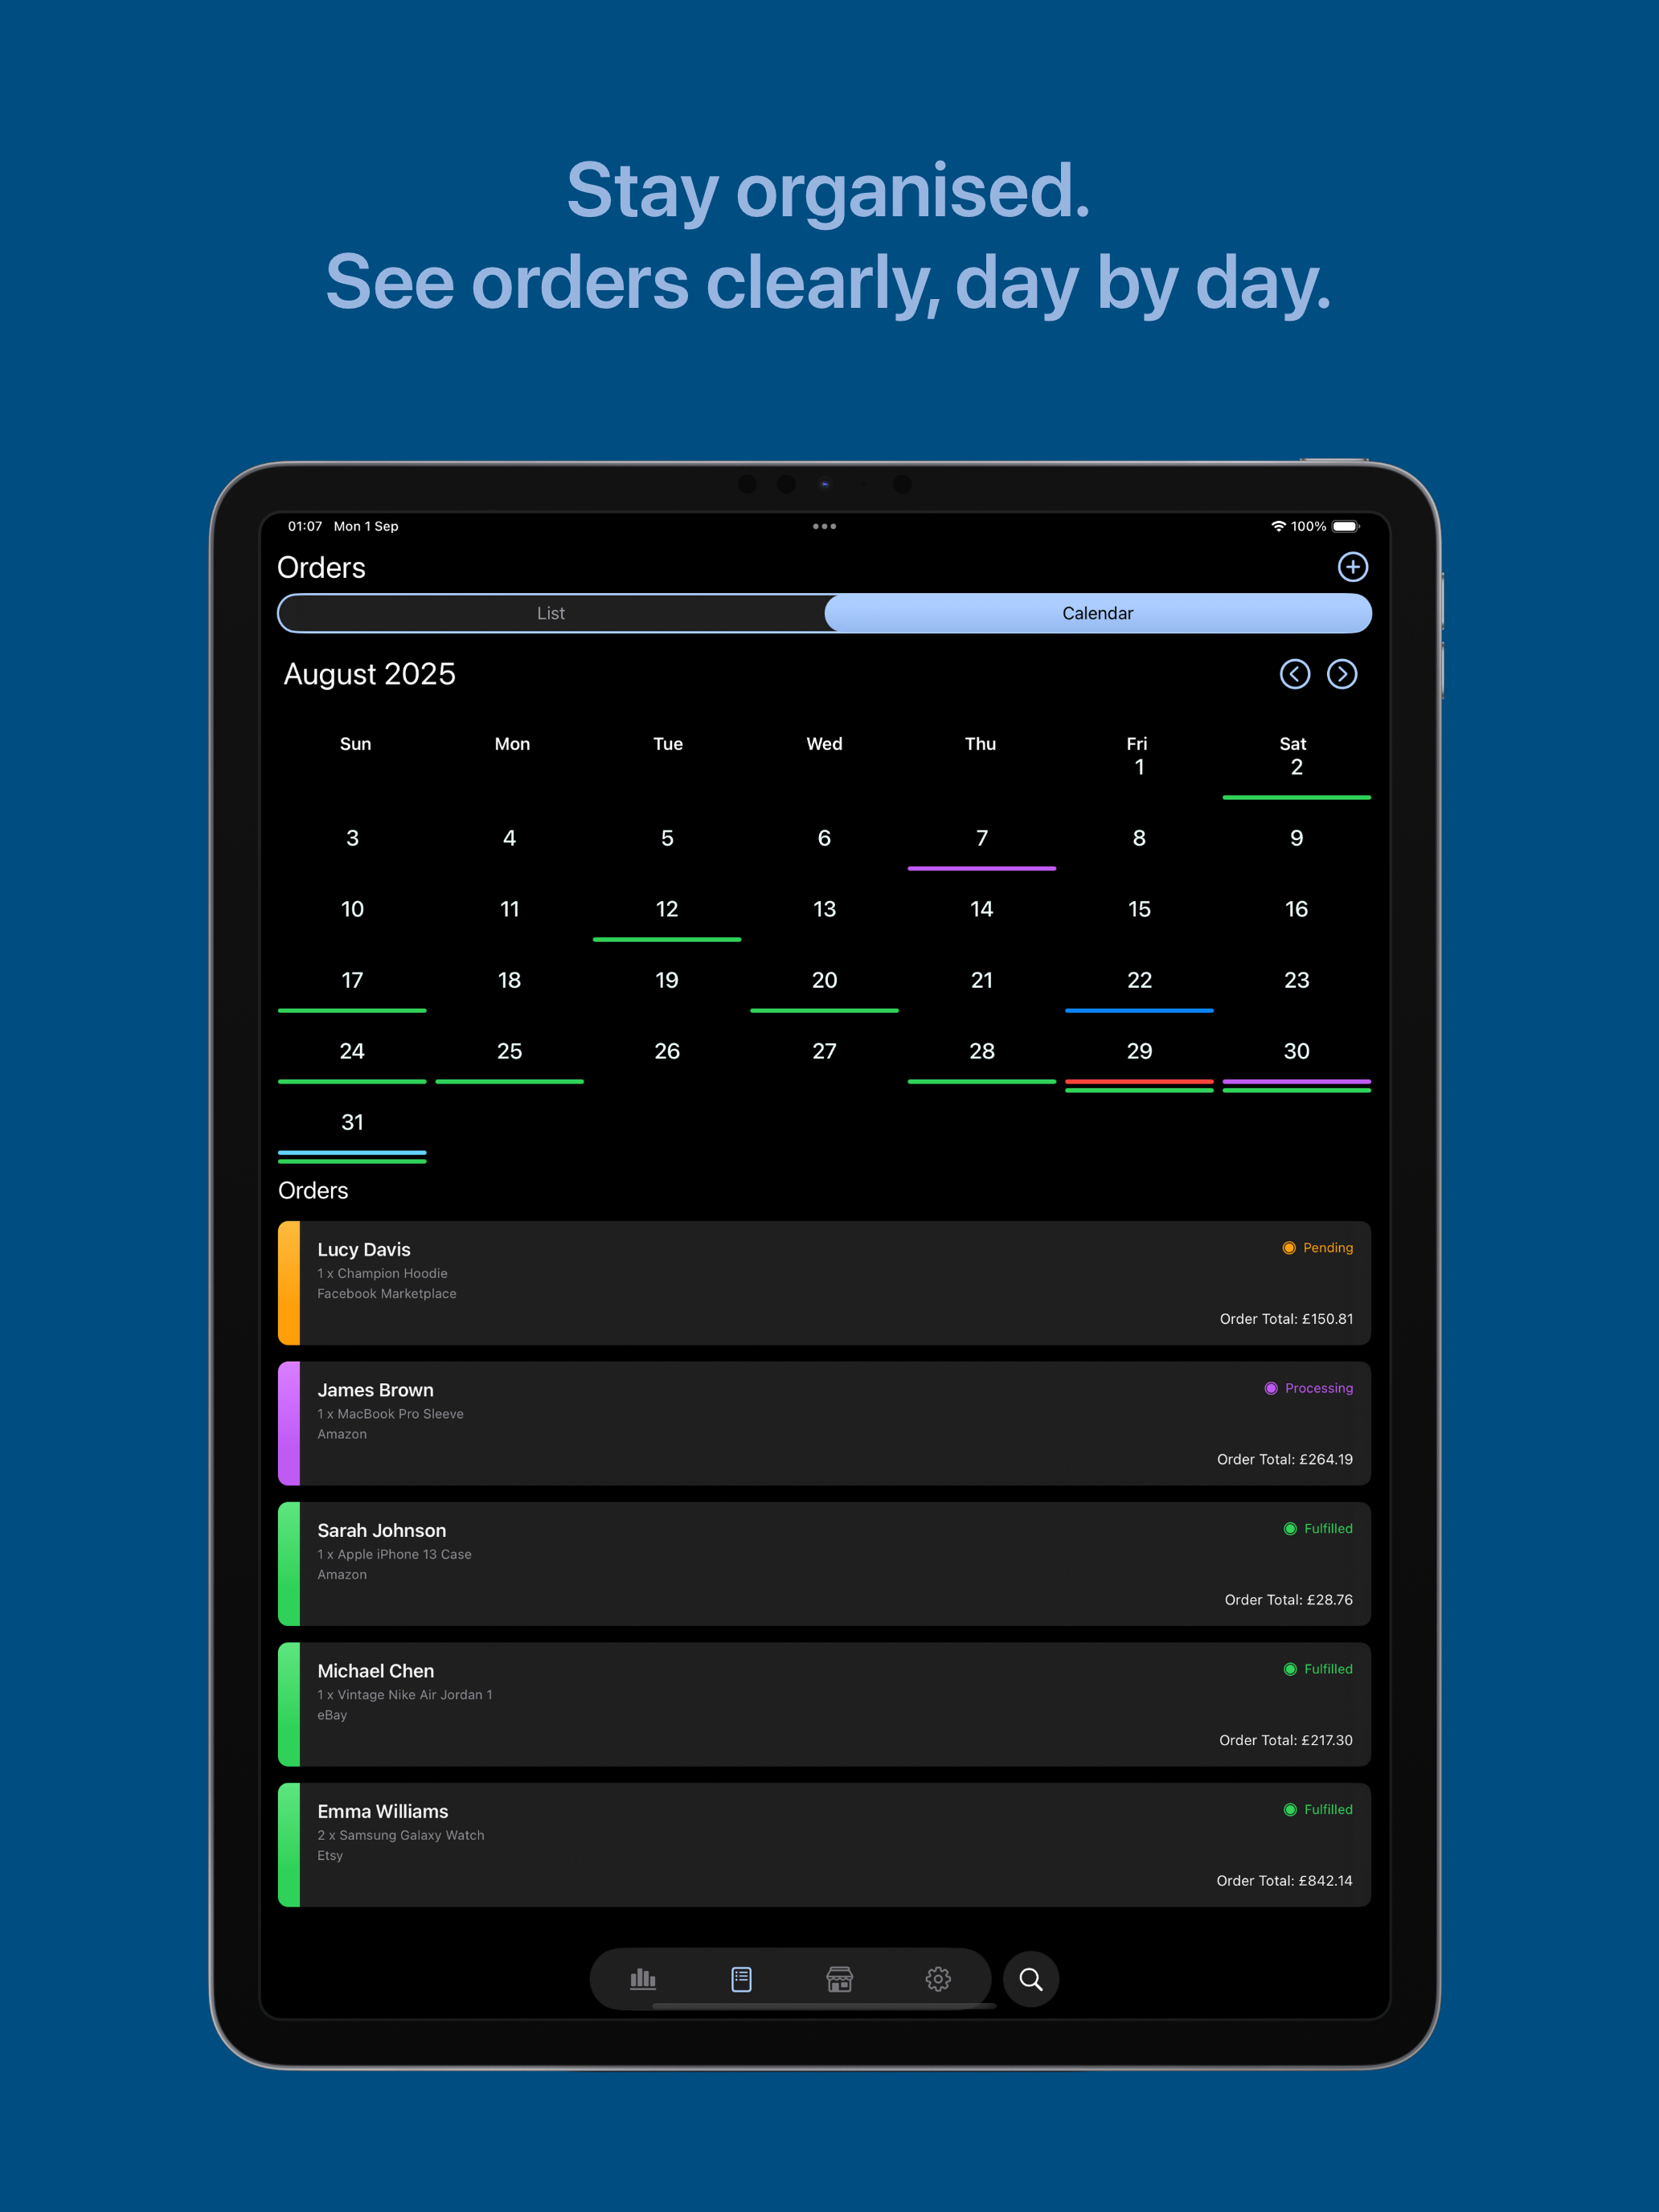 Stay organised.
See orders clearly, day by day.
01:07 Mon 1 Sep
100%
Orders
List Calendar
August 2025
Sun Mon Tue Wed Thu Fri Sat
1 2
3 4 5 6 7 8 9
10 11 12 13 14 15 16
17 18 19 20 21 22 23
24 25 26 27 28 29 30
31
Orders
Lucy Davis Pending
1 x Champion Hoodie
Facebook Marketplace
Order Total: £150.81
James Brown Processing
1 x MacBook Pro Sleeve
Amazon
Order Total: £264.19
Sarah Johnson Fulfilled
1 x Apple iPhone 13 Case
Amazon
Order Total: £28.76
Michael Chen Fulfilled
1 x Vintage Nike Air Jordan 1
eBay
Order Total: £217.30
Emma Williams Fulfilled
2 x Samsung Galaxy Watch
Etsy
Order Total: £842.14